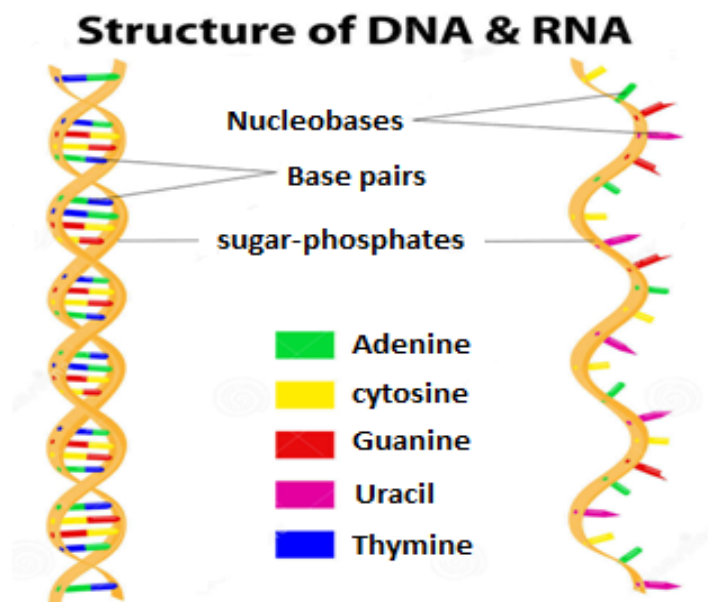 Structure of DNA & RNA
Nucleobases
Base pairs
sugar-phosphates
Adenine
cytosine
Guanine
Uracil
Thymine